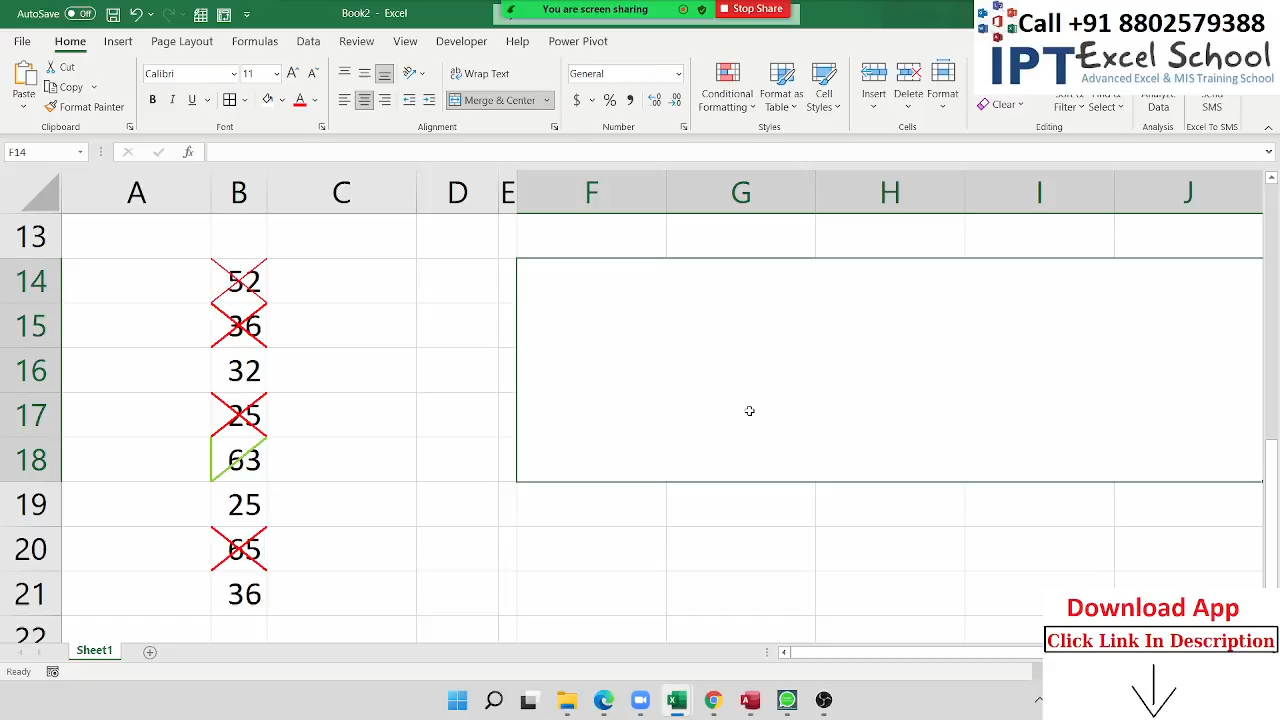 AutoSave Off Book2 - Excel You are screen sharing Stop Share
Call +91 8802579388
IPT Excel School
Advanced Excel & MIS Training School
File Home Insert Page Layout Formulas Data Review View Developer Help Power Pivot
Paste Cut Copy Format Painter
Calibri 11
B I U
Wrap Text
Merge & Center
General
$ % ,
Conditional Formatting
Format as Table
Cell Styles
Insert Delete Format
Clear
Filter Select
Data
SMS
Clipboard Font Alignment Number Styles Cells Editing Analysis Excel To SMS
F14 fx
A B C D E F G H I J
13
14 52
15 36
16 32
17 25
18 63
19 25
20 65
21 36
22
Sheet1
Ready
Download App
Click Link In Description